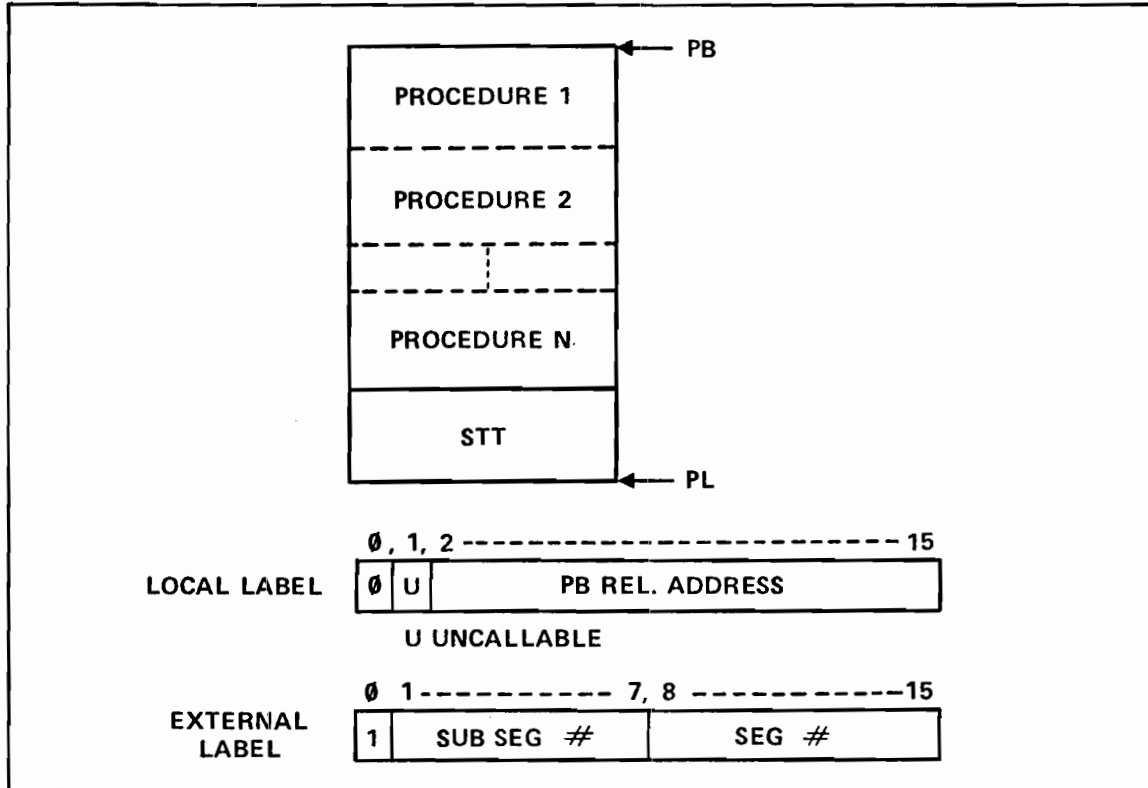 PB
PROCEDURE 1
PROCEDURE 2
PROCEDURE N
STT
PL
Ø, 1, 2 ------------------------ 15
LOCAL LABEL Ø U PB REL. ADDRESS
U UNCALLABLE
Ø 1 ----------- 7, 8 ------------15
EXTERNAL
LABEL
1 SUB SEG # SEG #